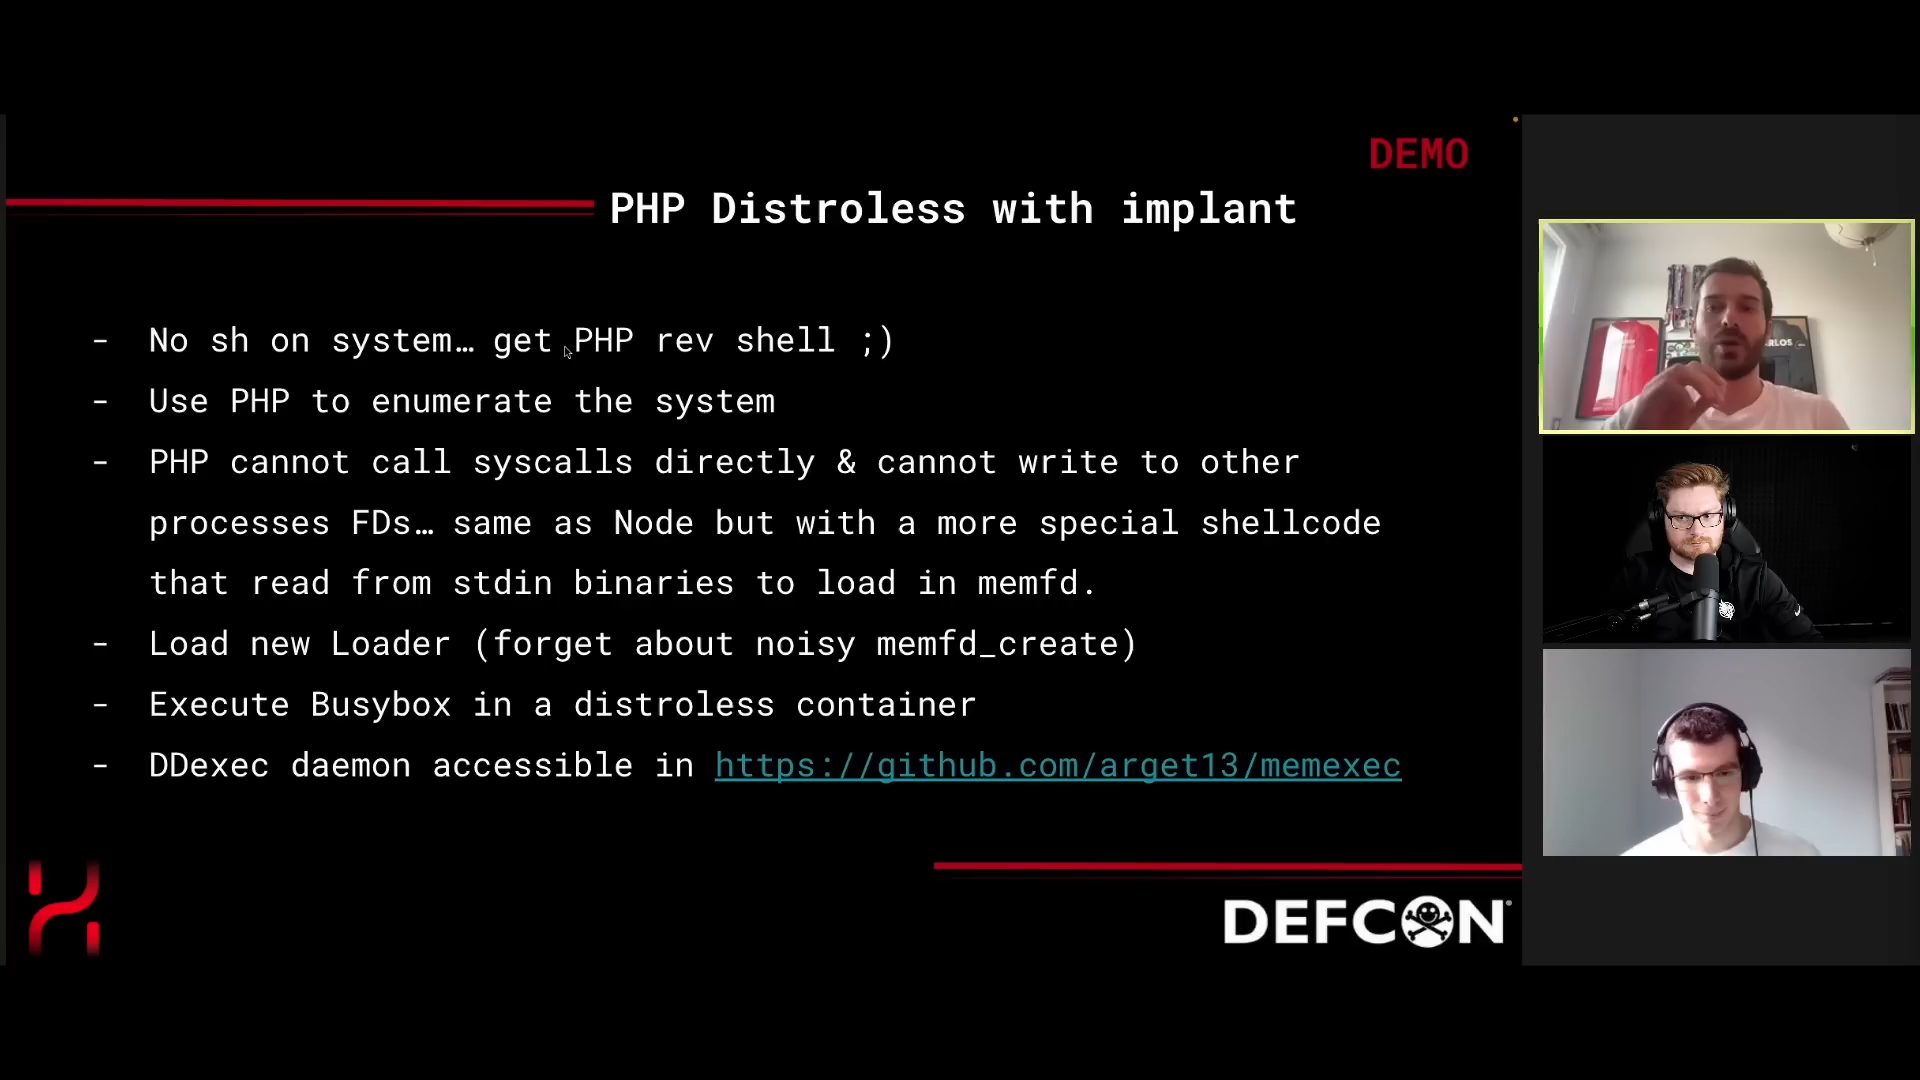 DEMO
PHP Distroless with implant
- No sh on system… get PHP rev shell ;)
- Use PHP to enumerate the system
- PHP cannot call syscalls directly & cannot write to other
processes FDs… same as Node but with a more special shellcode
that read from stdin binaries to load in memfd.
- Load new Loader (forget about noisy memfd_create)
- Execute Busybox in a distroless container
- DDexec daemon accessible in https://github.com/arget13/memexec
DEFCON